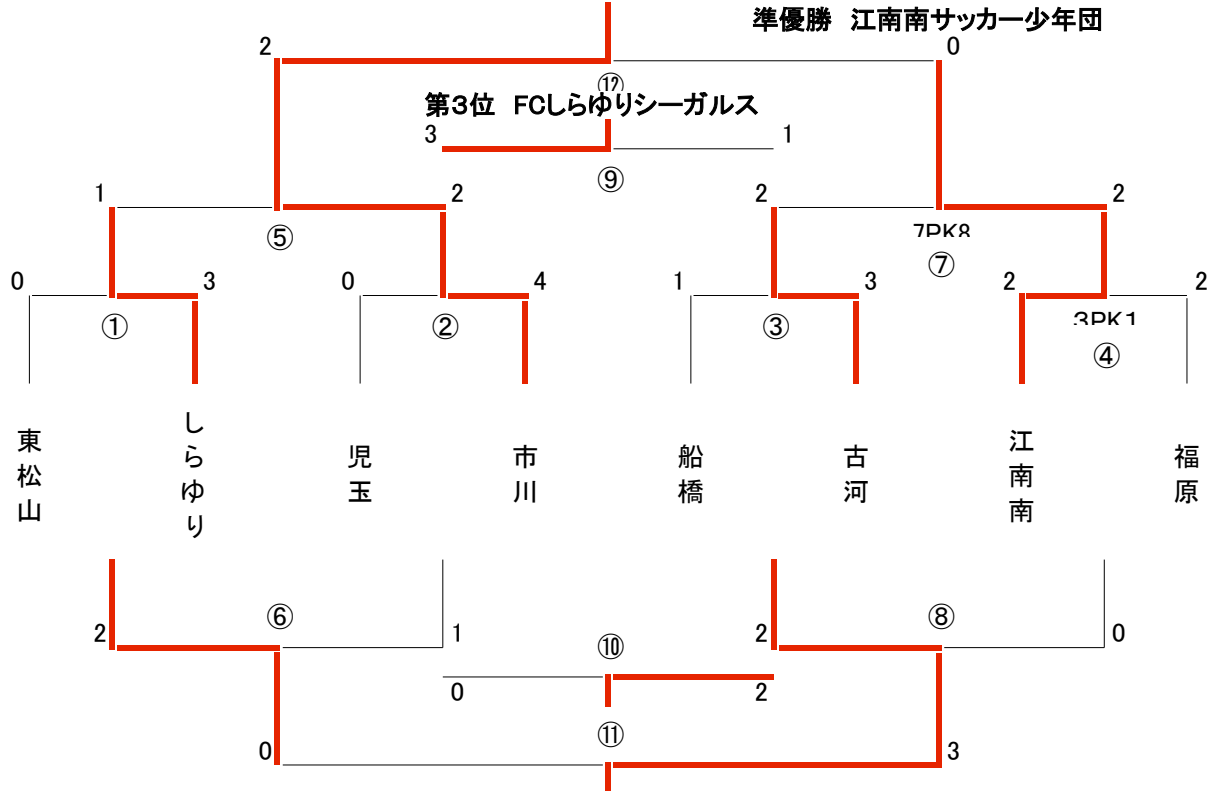 準優勝 江南南サッカー少年団
2 0
⑫
第3位 FCしらゆりシーガルス
3 1
⑨
1 2 2 2
⑤ 7PK8
⑦
0 3 0 4 1 3 2 2
① ② ③ 3PK1
④
東松山
しらゆり
児玉
市川
船橋
古河
江南南
福原
⑥ ⑧
2 1 2 0
⑩
0 2
⑪
0 3